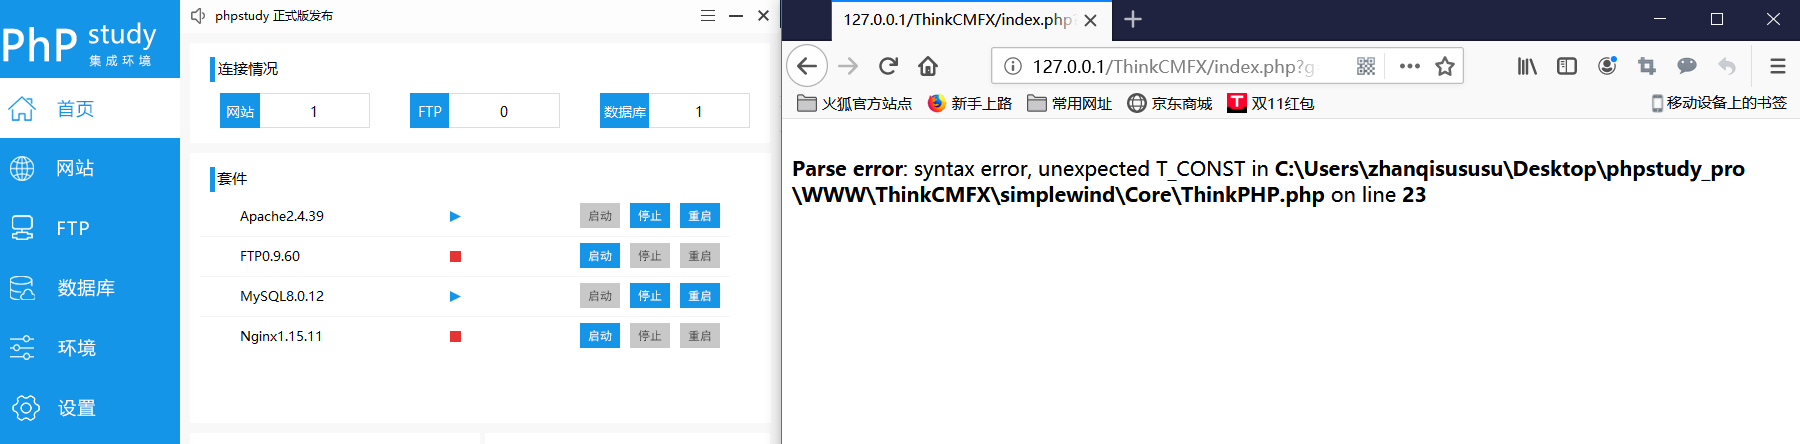 PhP study
集成环境
首页
网站
FTP
数据库
环境
设置
phpstudy 正式版发布
连接情况
网站 1 FTP 0 数据库 1
套件
Apache2.4.39 启动 停止 重启
FTP0.9.60 启动 停止 重启
MySQL8.0.12 启动 停止 重启
Nginx1.15.11 启动 停止 重启
127.0.0.1/ThinkCMFX/index.php
127.0.0.1/ThinkCMFX/index.php?g
火狐官方站点 新手上路 常用网址 京东商城 双11红包 移动设备上的书签
Parse error: syntax error, unexpected T_CONST in C:\Users\zhanqisususu\Desktop\phpstudy_pro
\WWW\ThinkCMFX\simplewind\Core\ThinkPHP.php on line 23